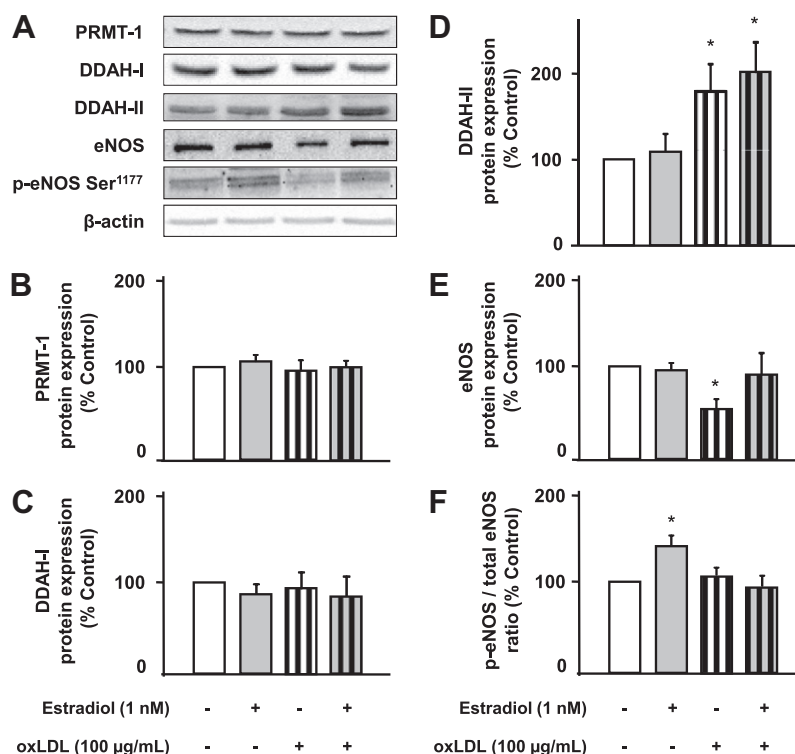 A
PRMT-1
DDAH-I
DDAH-II
eNOS
p-eNOS Ser1177
β-actin
B
PRMT-1
protein expression
(% Control)
200
100
0
C
DDAH-I
protein expression
(% Control)
200
100
0
Estradiol (1 nM) - + - +
oxLDL (100 µg/mL) - - + +
D
DDAH-II
protein expression
(% Control)
200
100
0
* *
E
eNOS
protein expression
(% Control)
200
100
0
*
F
p-eNOS / total eNOS
ratio (% Control)
200
100
0
*
Estradiol (1 nM) - + - +
oxLDL (100 µg/mL) - - + +